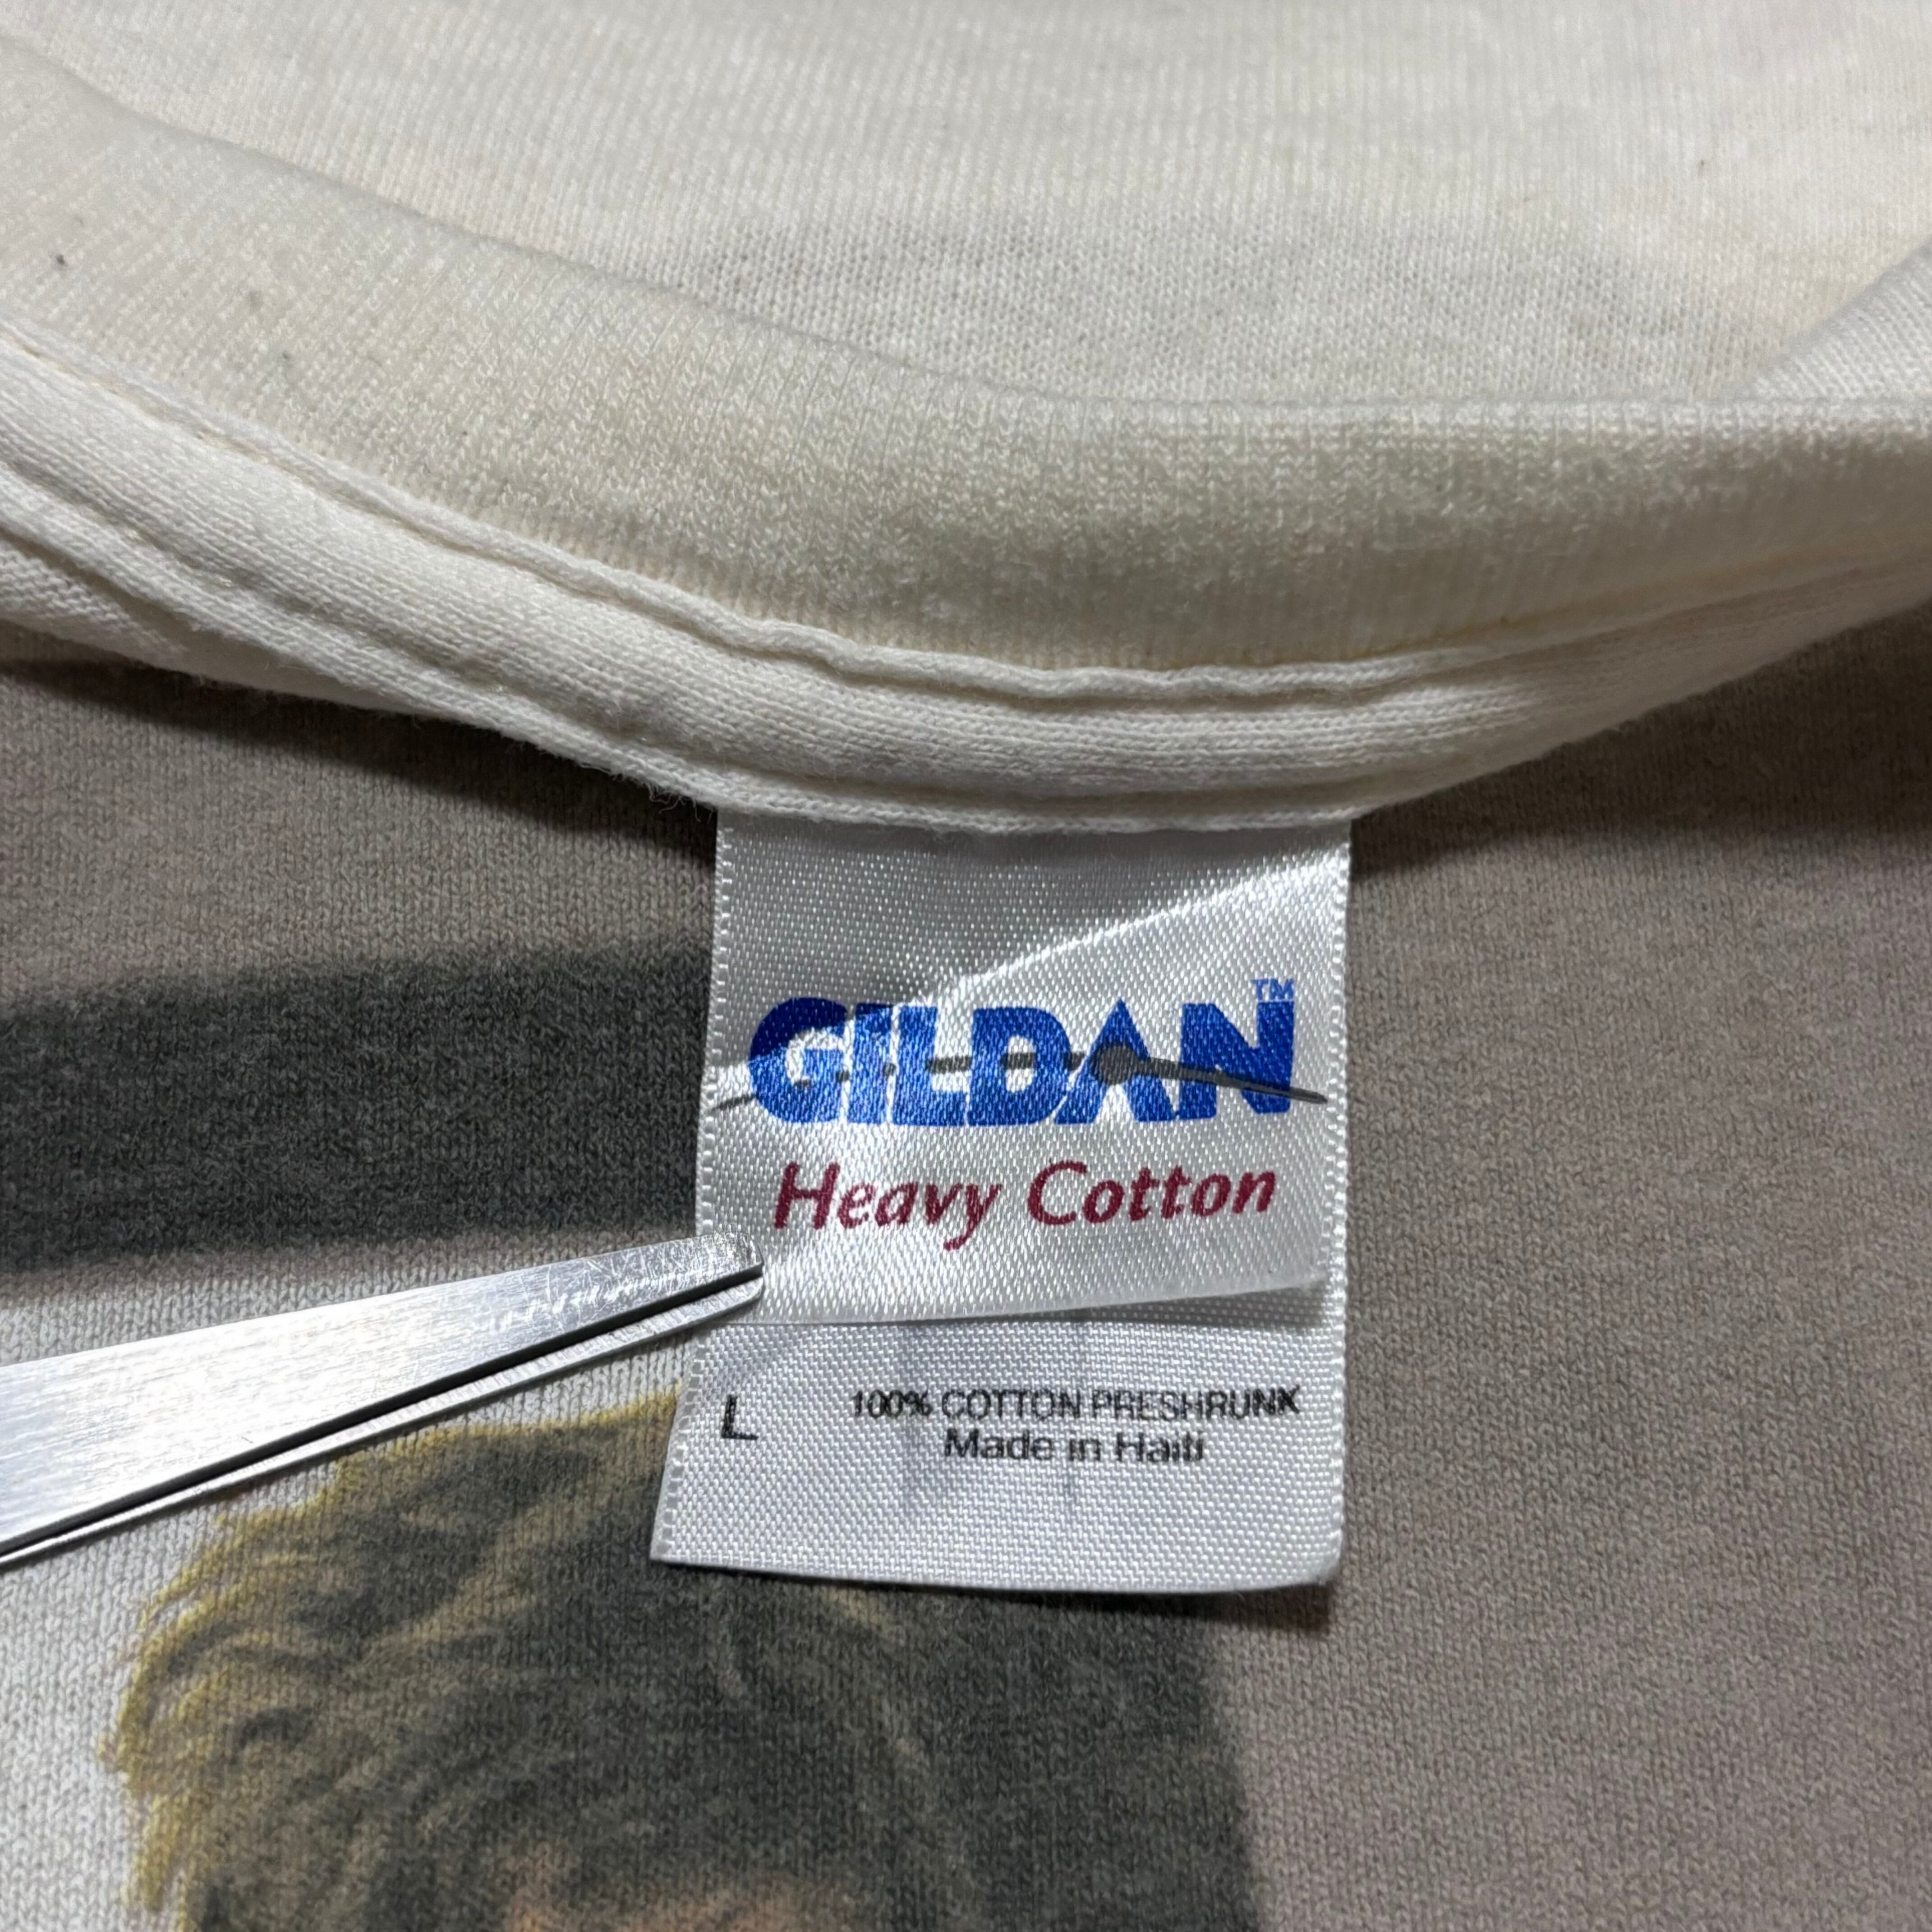 GILDAN™
Heavy Cotton
L 100% COTTON PRESHRUNK
Made in Haiti